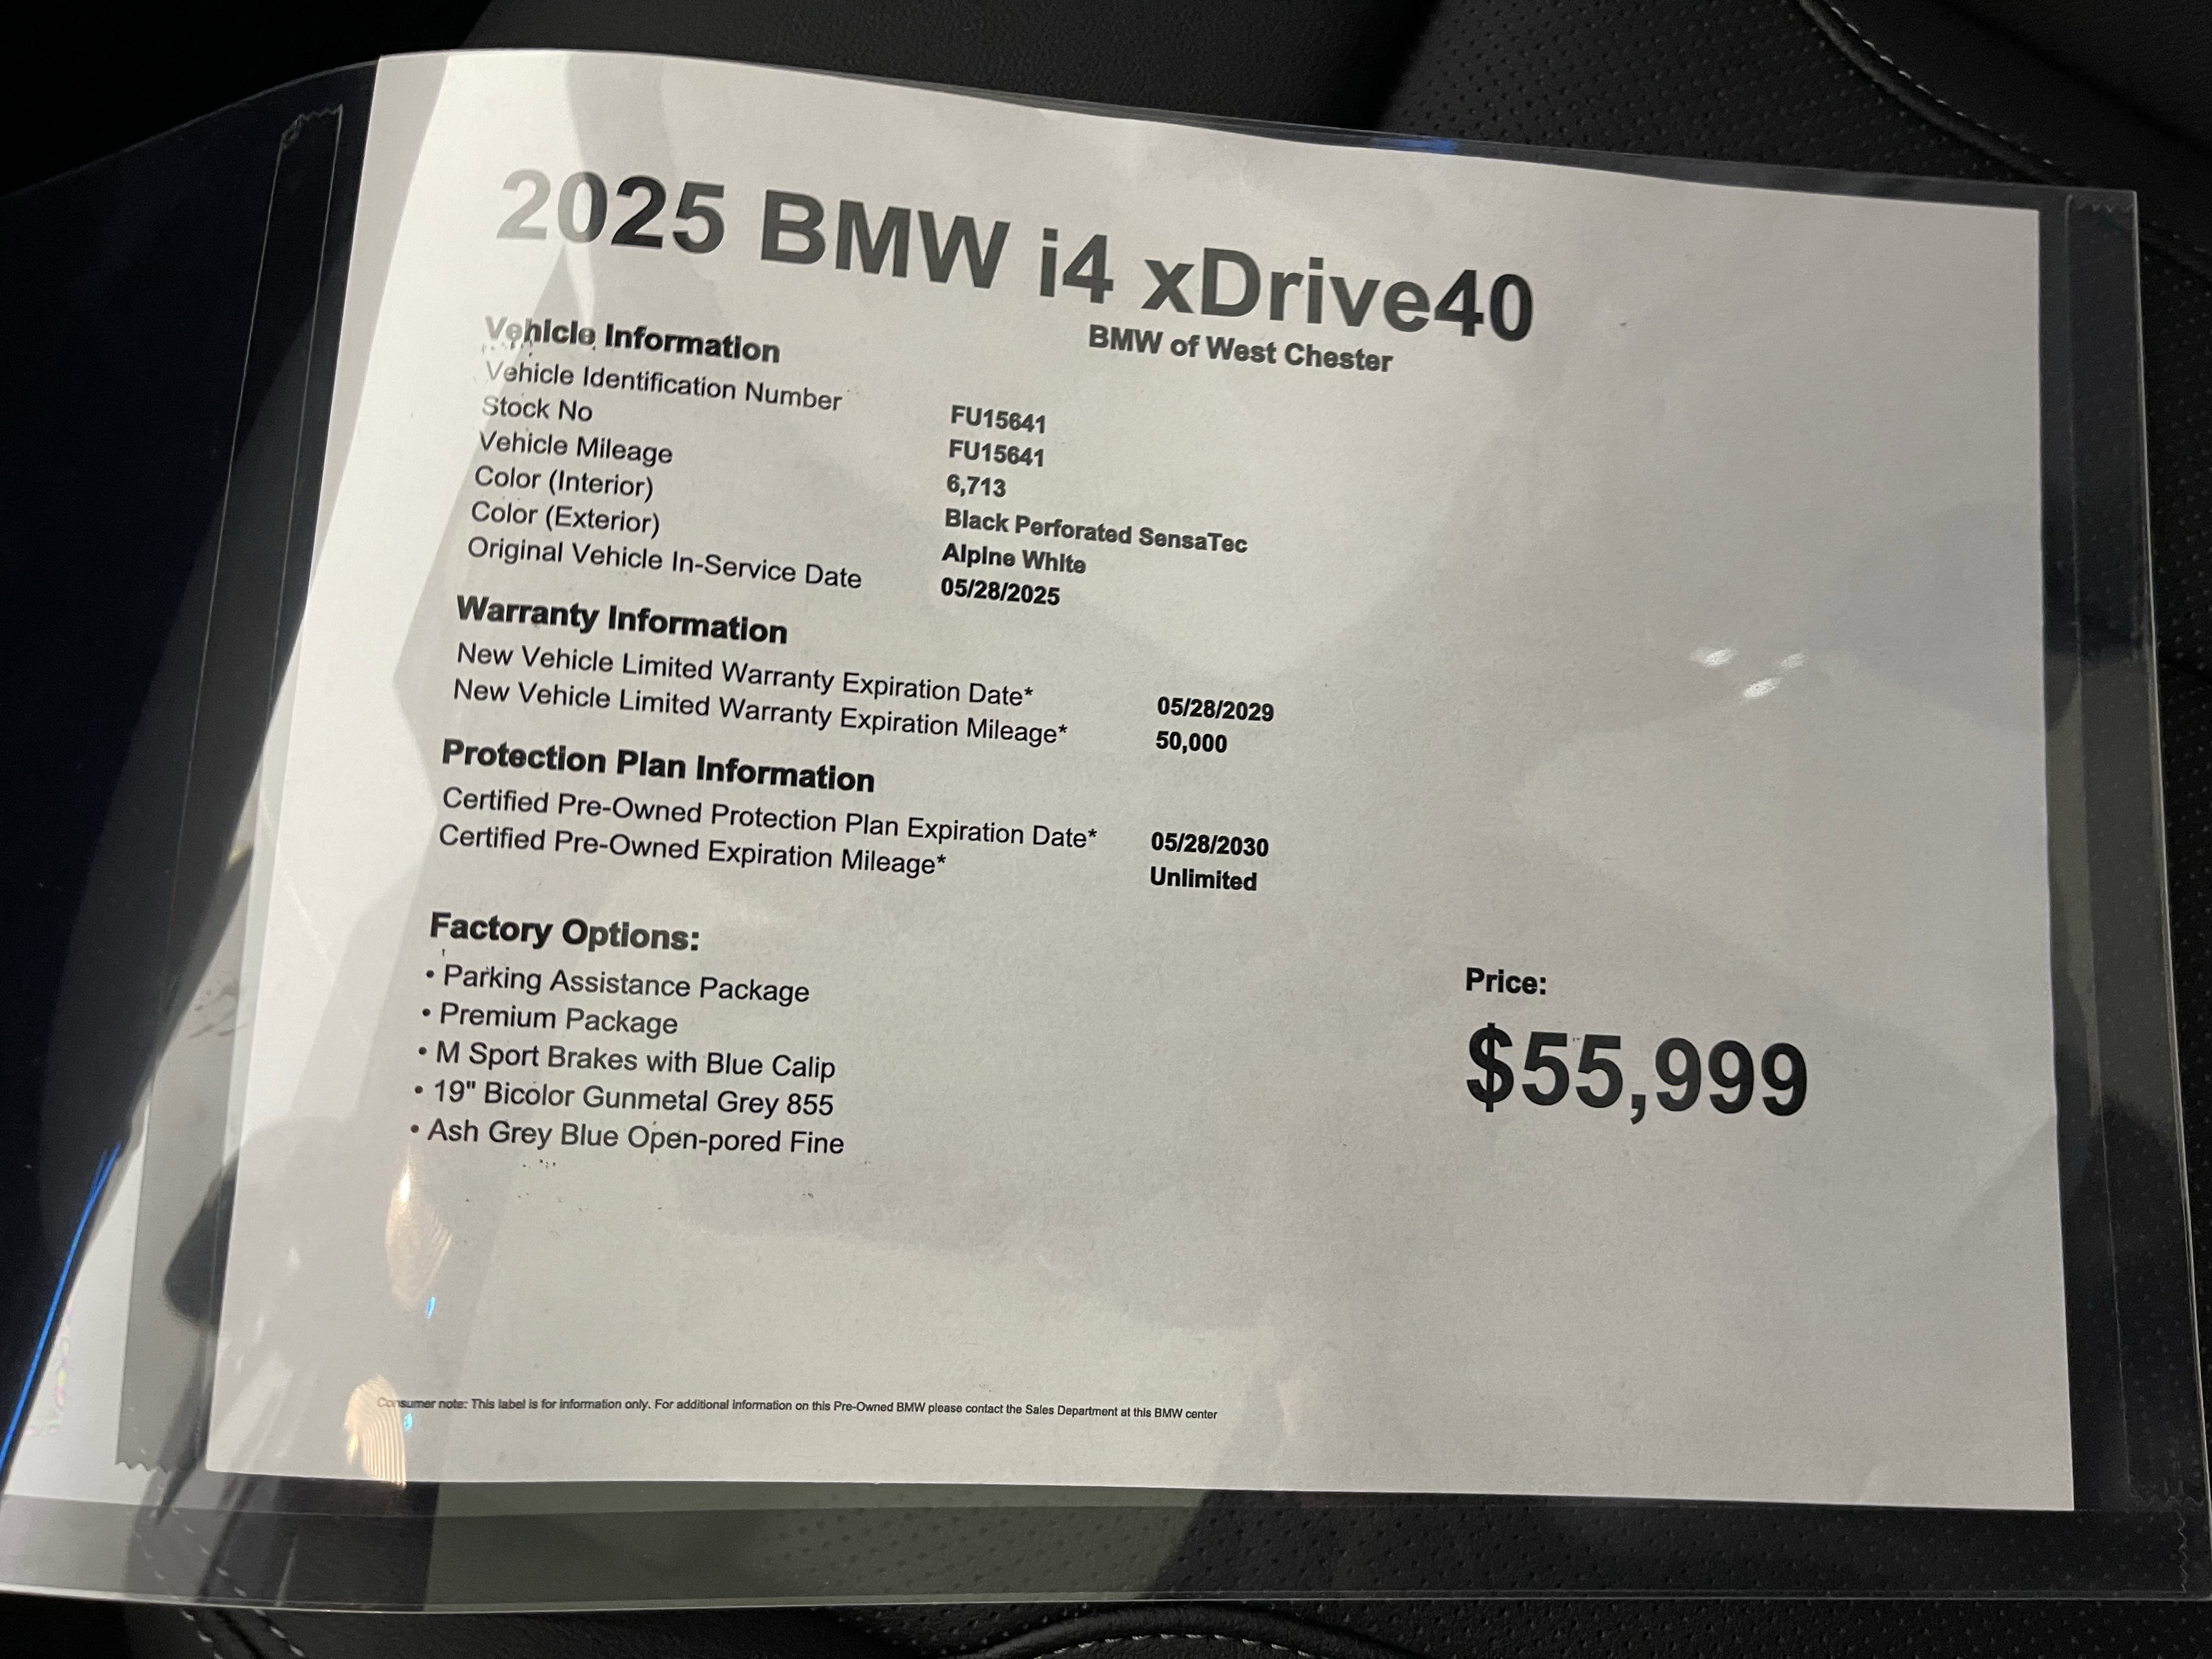 2025 BMW i4 xDrive40
BMW of West Chester
Vehicle Information
Vehicle Identification Number FU15641
Stock No FU15641
Vehicle Mileage 6,713
Color (Interior) Black Perforated SensaTec
Color (Exterior) Alpine White
Original Vehicle In-Service Date 05/28/2025
Warranty Information
New Vehicle Limited Warranty Expiration Date* 05/28/2029
New Vehicle Limited Warranty Expiration Mileage* 50,000
Protection Plan Information
Certified Pre-Owned Protection Plan Expiration Date* 05/28/2030
Certified Pre-Owned Expiration Mileage* Unlimited
Factory Options:
• Parking Assistance Package
• Premium Package
• M Sport Brakes with Blue Calip
• 19" Bicolor Gunmetal Grey 855
• Ash Grey Blue Open-pored Fine
Price:
$55,999
Consumer note: This label is for information only. For additional information on this Pre-Owned BMW please contact the Sales Department at this BMW center